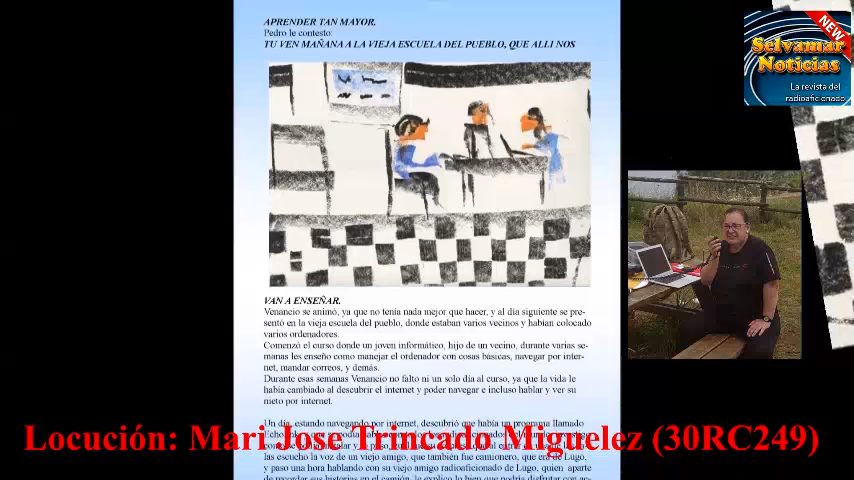 APRENDER TAN MAYOR.
Pedro le contesto:
TU VEN MAÑANA A LA VIEJA ESCUELA DEL PUEBLO, QUE ALLI NOS
VAN A ENSEÑAR.
Venancio se animó, ya que no tenía nada mejor que hacer, y al día siguiente se pre-
sentó en la vieja escuela del pueblo, donde estaban varios vecinos y habían colocado
varios ordenadores.
Comenzó el curso donde un joven informático, hijo de un vecino, durante varias se-
manas les enseño como manejar el ordenador con cosas básicas, navegar por inter-
net, mandar correos, y demás.
Durante esas semanas Venancio no falto ni un solo día al curso, ya que la vida le
había cambiado al descubrir el internet y poder navegar e incluso hablar y ver su
nieto por internet.
Un día, estando navegando por internet, descubrió que había un programa llamado
las escucho la voz de un viejo amigo, que también fue camionero, que era de Lugo,
y paso una hora hablando con su viejo amigo radioaficionado de Lugo, quien aparte
Locución: Mari Jose Trincado Miguelez (30RC249)
NEW
Selvamar
Noticias
La revista del
radioaficionado